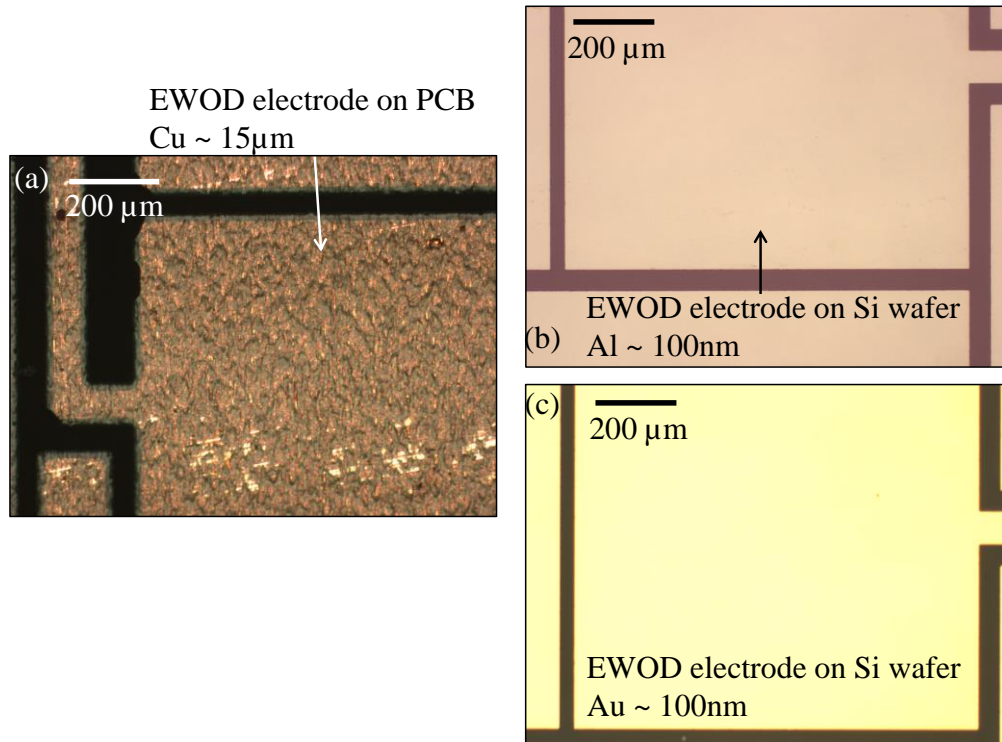 EWOD electrode on PCB
Cu ~ 15µm
(a)
200 µm
200 µm
EWOD electrode on Si wafer
Al ~ 100nm
(b)
(c)
200 µm
EWOD electrode on Si wafer
Au ~ 100nm